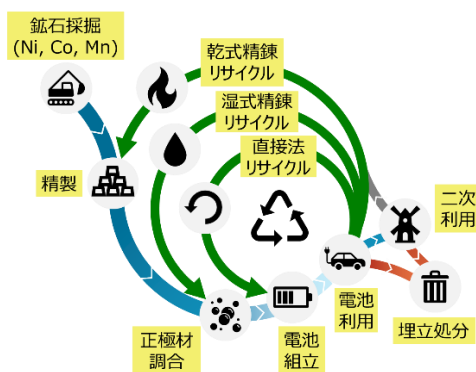 鉱石採掘
(Ni, Co, Mn)
乾式精錬
リサイクル
湿式精錬
リサイクル
直接法
リサイクル
精製
二次
利用
正極材
調合
電池
組立
電池
利用
埋立処分